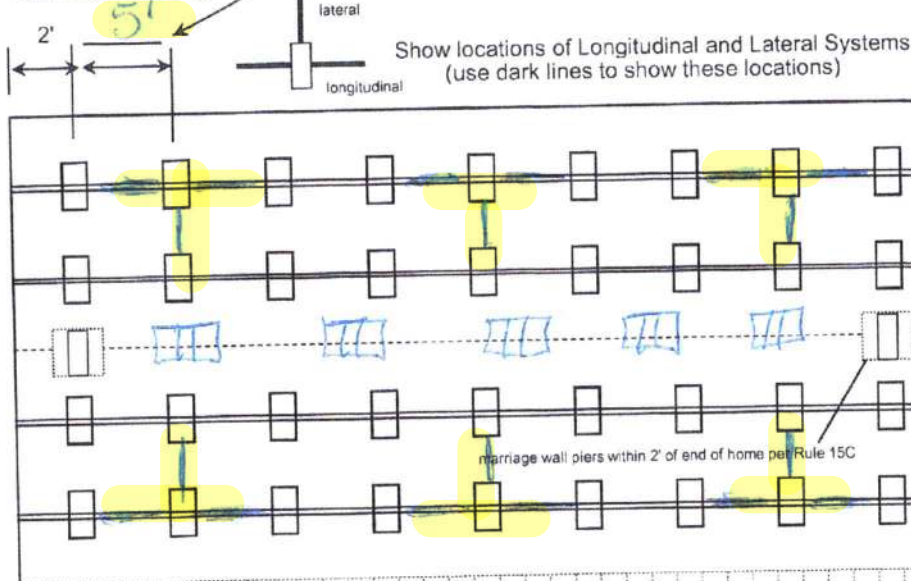 lateral
2'
5'
longitudinal
Show locations of Longitudinal and Lateral Systems
(use dark lines to show these locations)
marriage wall piers within 2' of end of home per Rule 15C